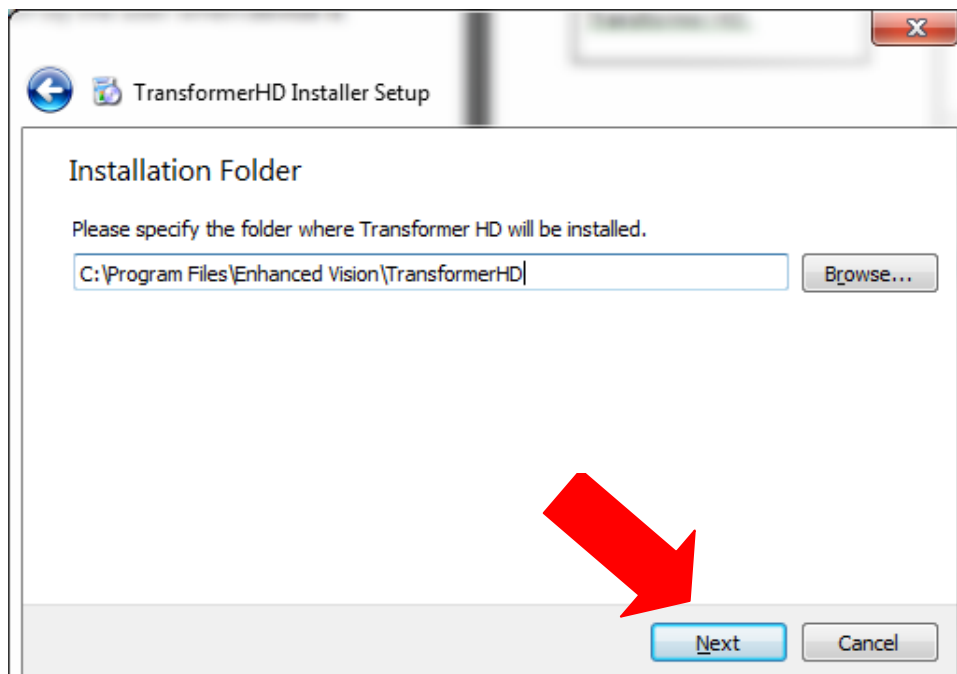 TransformerHD Installer Setup
Installation Folder
Please specify the folder where Transformer HD will be installed.
C:\Program Files\Enhanced Vision\TransformerHD
Browse...
Next
Cancel